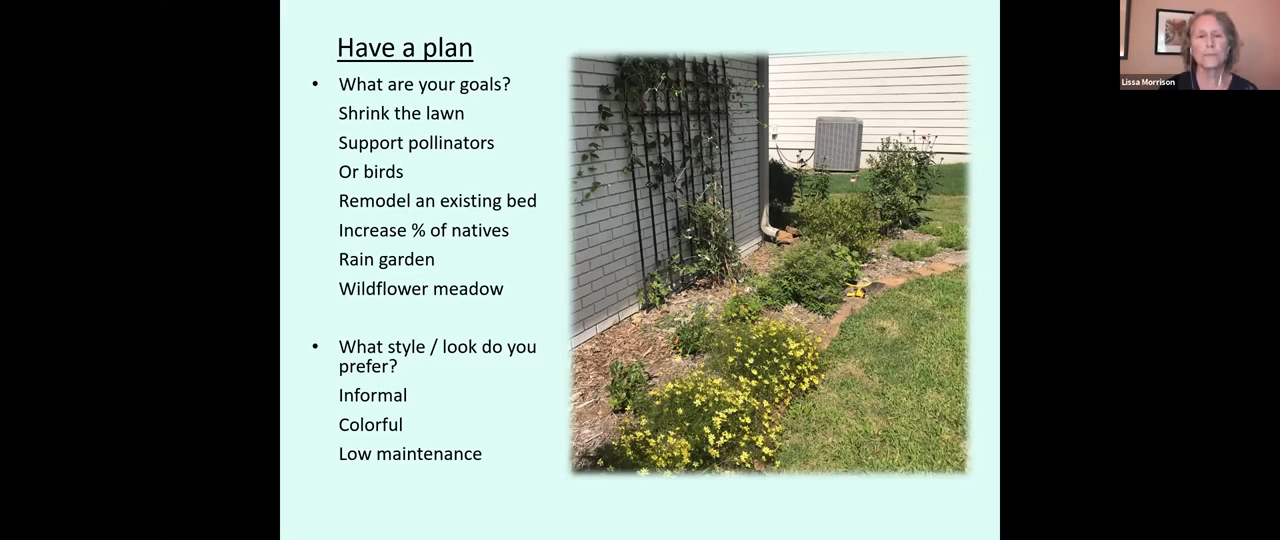 Have a plan
• What are your goals?
Shrink the lawn
Support pollinators
Or birds
Remodel an existing bed
Increase % of natives
Rain garden
Wildflower meadow
• What style / look do you
prefer?
Informal
Colorful
Low maintenance
Lissa Morrison